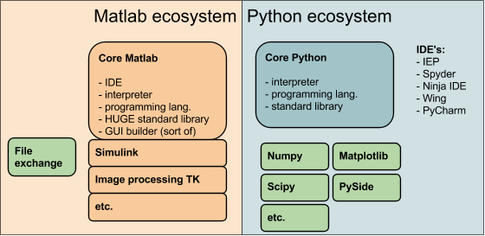 Matlab ecosystem
Core Matlab
- IDE
- interpreter
- programming lang.
- HUGE standard library
- GUI builder (sort of)
File
exchange
Simulink
Image processing TK
etc.
Python ecosystem
Core Python
- interpreter
- programming lang.
- standard library
IDE's:
- IEP
- Spyder
- Ninja IDE
- Wing
- PyCharm
Numpy
Matplotlib
Scipy
PySide
etc.